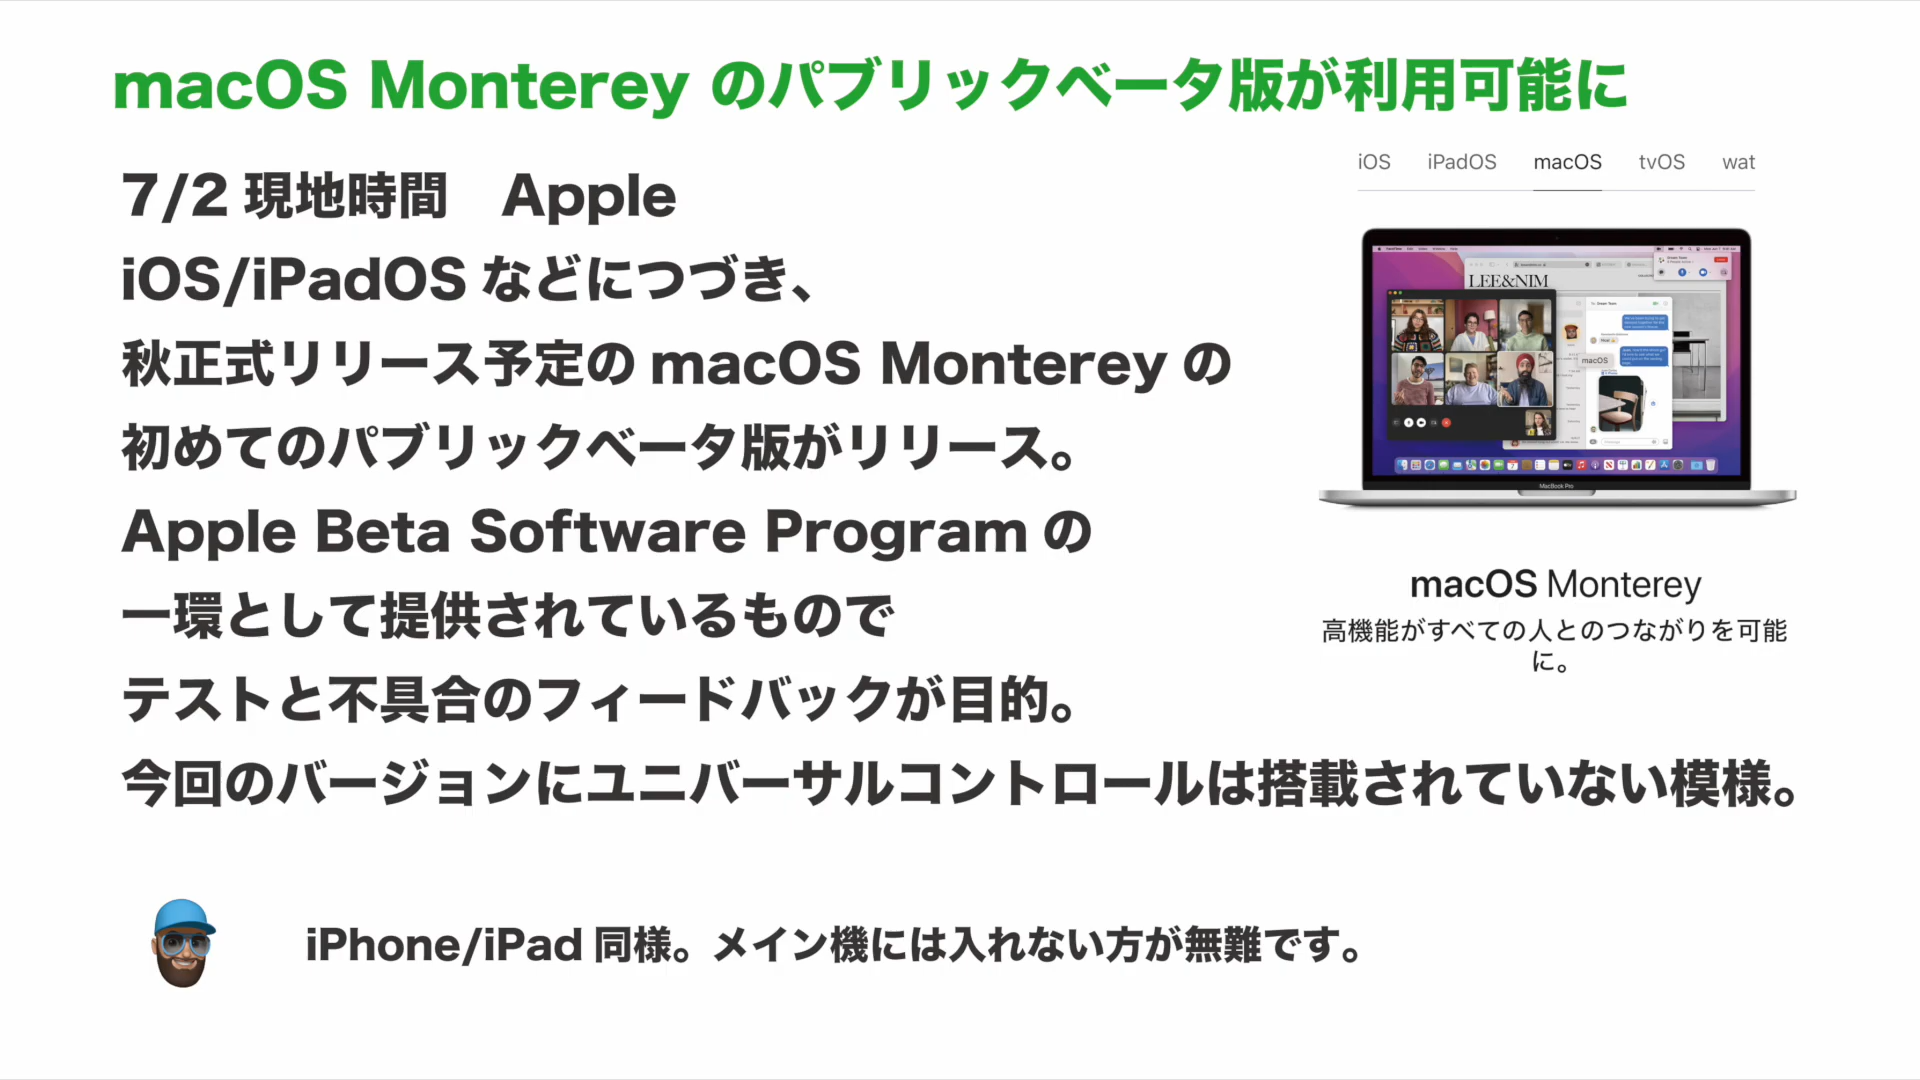 macOS Monterey のパブリックベータ版が利用可能に
7/2 現地時間　Apple
iOS/iPadOS などにつづき、
秋正式リリース予定の macOS Monterey の
初めてのパブリックベータ版がリリース。
Apple Beta Software Program の
一環として提供されているもので
テストと不具合のフィードバックが目的。
今回のバージョンにユニバーサルコントロールは搭載されていない模様。
iPhone/iPad 同様。メイン機には入れない方が無難です。
iOS iPadOS macOS tvOS wat
LEE&NIM
macOS
MacBook Pro
macOS Monterey
高機能がすべての人とのつながりを可能
に。